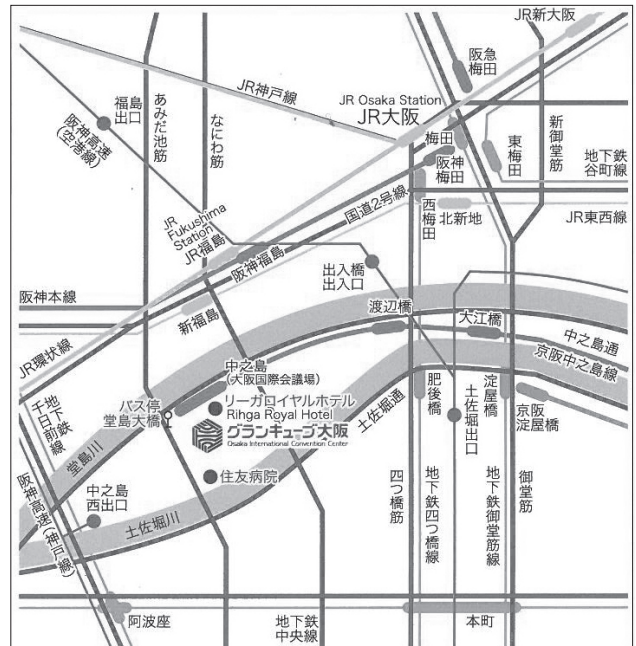 JR新大阪
阪急
梅田
JR神戸線
JR Osaka Station
JR大阪
福島
出口
あみだ池筋
なにわ筋
阪神高速
(空港線)
梅田
阪神
梅田
東梅田
新御堂筋
地下鉄
谷町線
国道2号線
西梅田
北新地
JR東西線
JR
Fukushima
Station
JR福島
阪神福島
出入橋
出入口
阪神本線
新福島
渡辺橋
大江橋
中之島通
京阪中之島線
JR環状線
中之島
(大阪国際会議場)
リーガロイヤルホテル
Rihga Royal Hotel
グランキューブ大阪
Osaka International Convention Center
バス停
堂島大橋
地下鉄
千日前線
堂島川
土佐堀通
肥後橋
土佐堀出口
淀屋橋
京阪
淀屋橋
住友病院
中之島
西出口
土佐堀川
阪神高速(神戸線)
四つ橋筋
地下鉄四つ橋線
地下鉄御堂筋線
御堂筋
阿波座
地下鉄
中央線
本町